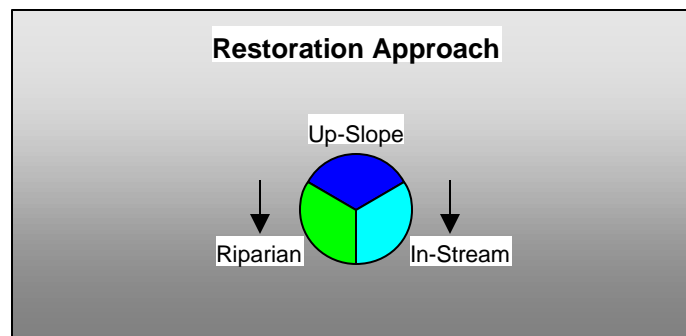 Restoration Approach
Up-Slope
Riparian
In-Stream